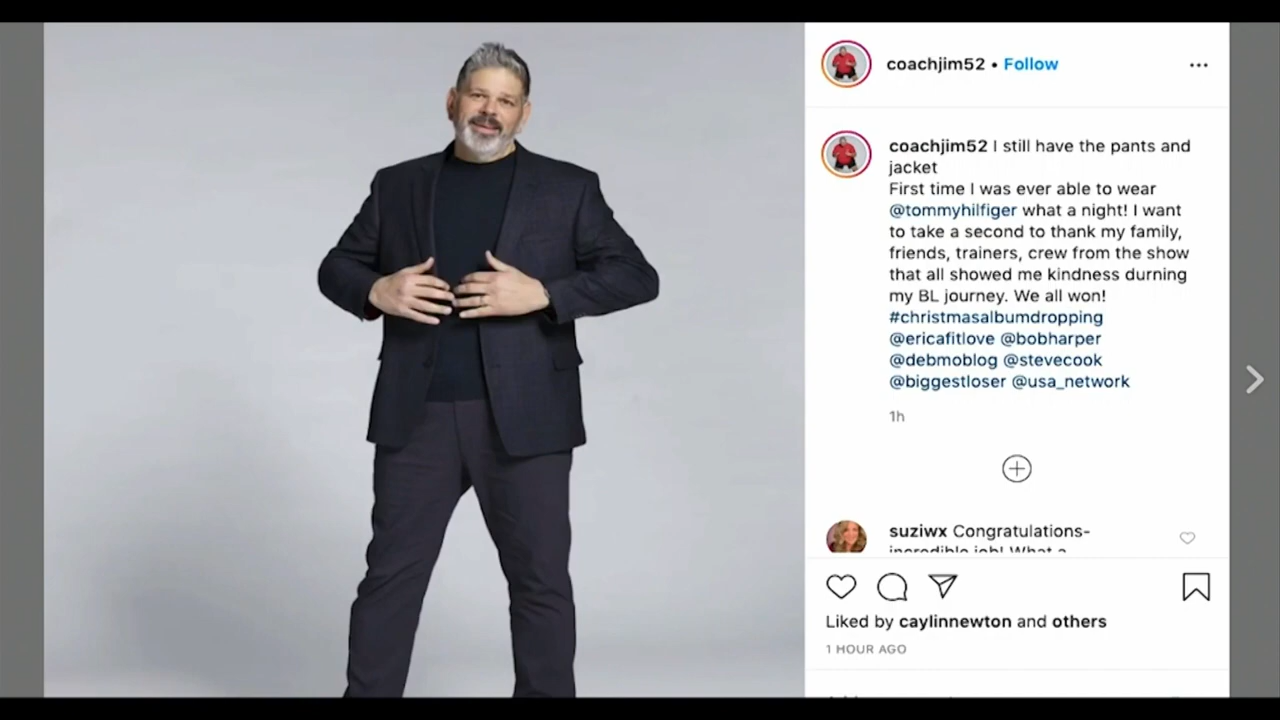 coachjim52 • Follow
coachjim52 I still have the pants and
jacket
First time I was ever able to wear
@tommyhilfiger what a night! I want
to take a second to thank my family,
friends, trainers, crew from the show
that all showed me kindness durning
my BL journey. We all won!
#christmasalbumdropping
@ericafitlove @bobharper
@debmoblog @stevecook
@biggestloser @usa_network
1h
suziwx Congratulations-
incredible job! What a
Liked by caylinnewton and others
1 HOUR AGO